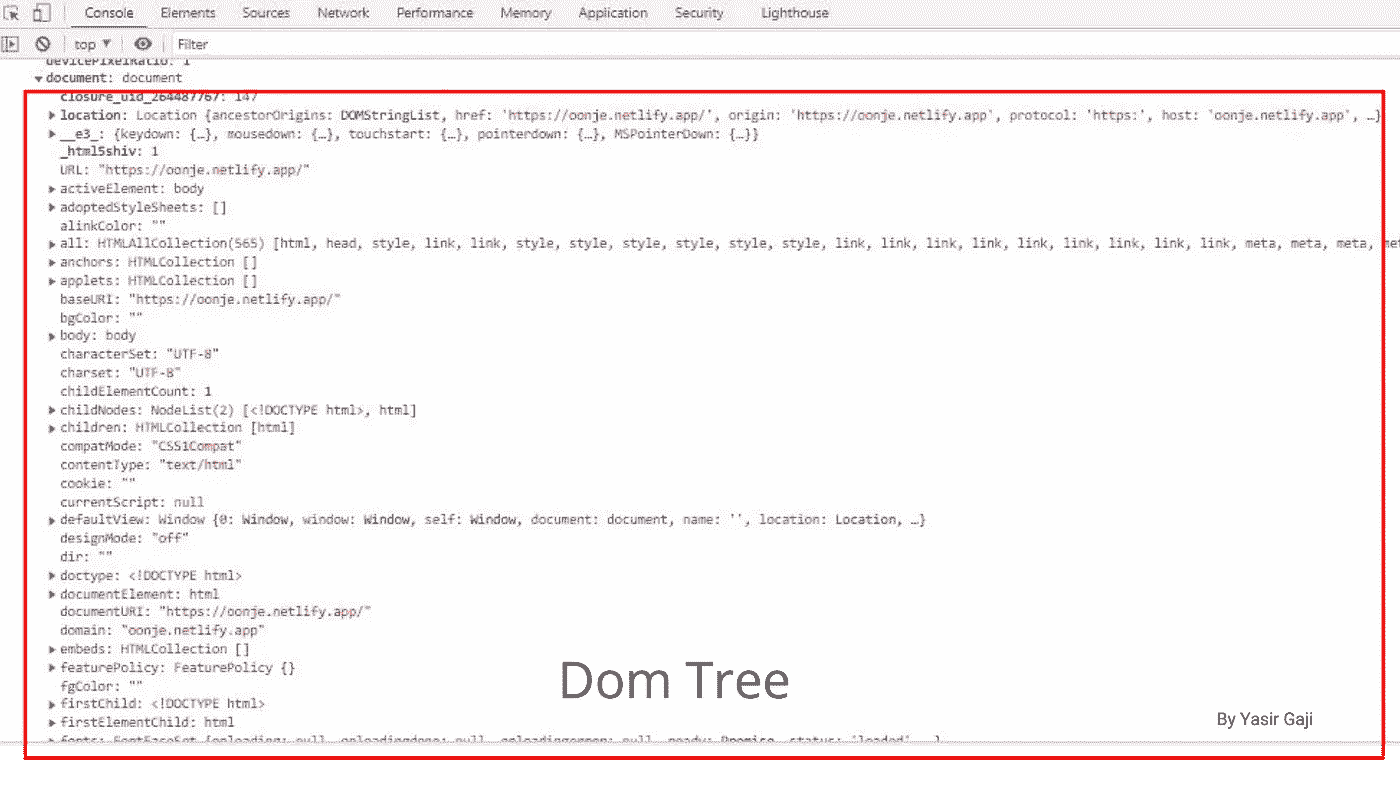 Console Elements Sources Network Performance Memory Application Security Lighthouse
top ▼ Filter
devicePixelRatio: 1
▼document: document
closure_uid_264487767: 147
▶ location: Location {ancestorOrigins: DOMStringList, href: 'https://oonje.netlify.app/', origin: 'https://oonje.netlify.app', protocol: 'https:', host: 'oonje.netlify.app', …}
▶ __e3_: {keydown: {…}, mousedown: {…}, touchstart: {…}, pointerdown: {…}, MSPointerDown: {…}}
_html5shiv: 1
URL: "https://oonje.netlify.app/"
▶ activeElement: body
▶ adoptedStyleSheets: []
alinkColor: ""
▶ all: HTMLAllCollection(565) [html, head, style, link, link, style, style, style, style, style, style, link, link, link, link, link, link, link, link, link, meta, meta, meta, met
▶ anchors: HTMLCollection []
▶ applets: HTMLCollection []
baseURI: "https://oonje.netlify.app/"
bgColor: ""
▶ body: body
characterSet: "UTF-8"
charset: "UTF-8"
childElementCount: 1
▶ childNodes: NodeList(2) [<!DOCTYPE html>, html]
▶ children: HTMLCollection [html]
compatMode: "CSS1Compat"
contentType: "text/html"
cookie: ""
currentScript: null
▶ defaultView: Window {0: Window, window: Window, self: Window, document: document, name: '', location: Location, …}
designMode: "off"
dir: ""
▶ doctype: <!DOCTYPE html>
▶ documentElement: html
documentURI: "https://oonje.netlify.app/"
domain: "oonje.netlify.app"
▶ embeds: HTMLCollection []
▶ featurePolicy: FeaturePolicy {}
fgColor: ""
▶ firstChild: <!DOCTYPE html>
▶ firstElementChild: html
▶ fonts: FontFaceSet {onloading: null, onloadingdone: null, onloadingerror: null, ready: Promise, status: 'loaded', …}
Dom Tree
By Yasir Gaji